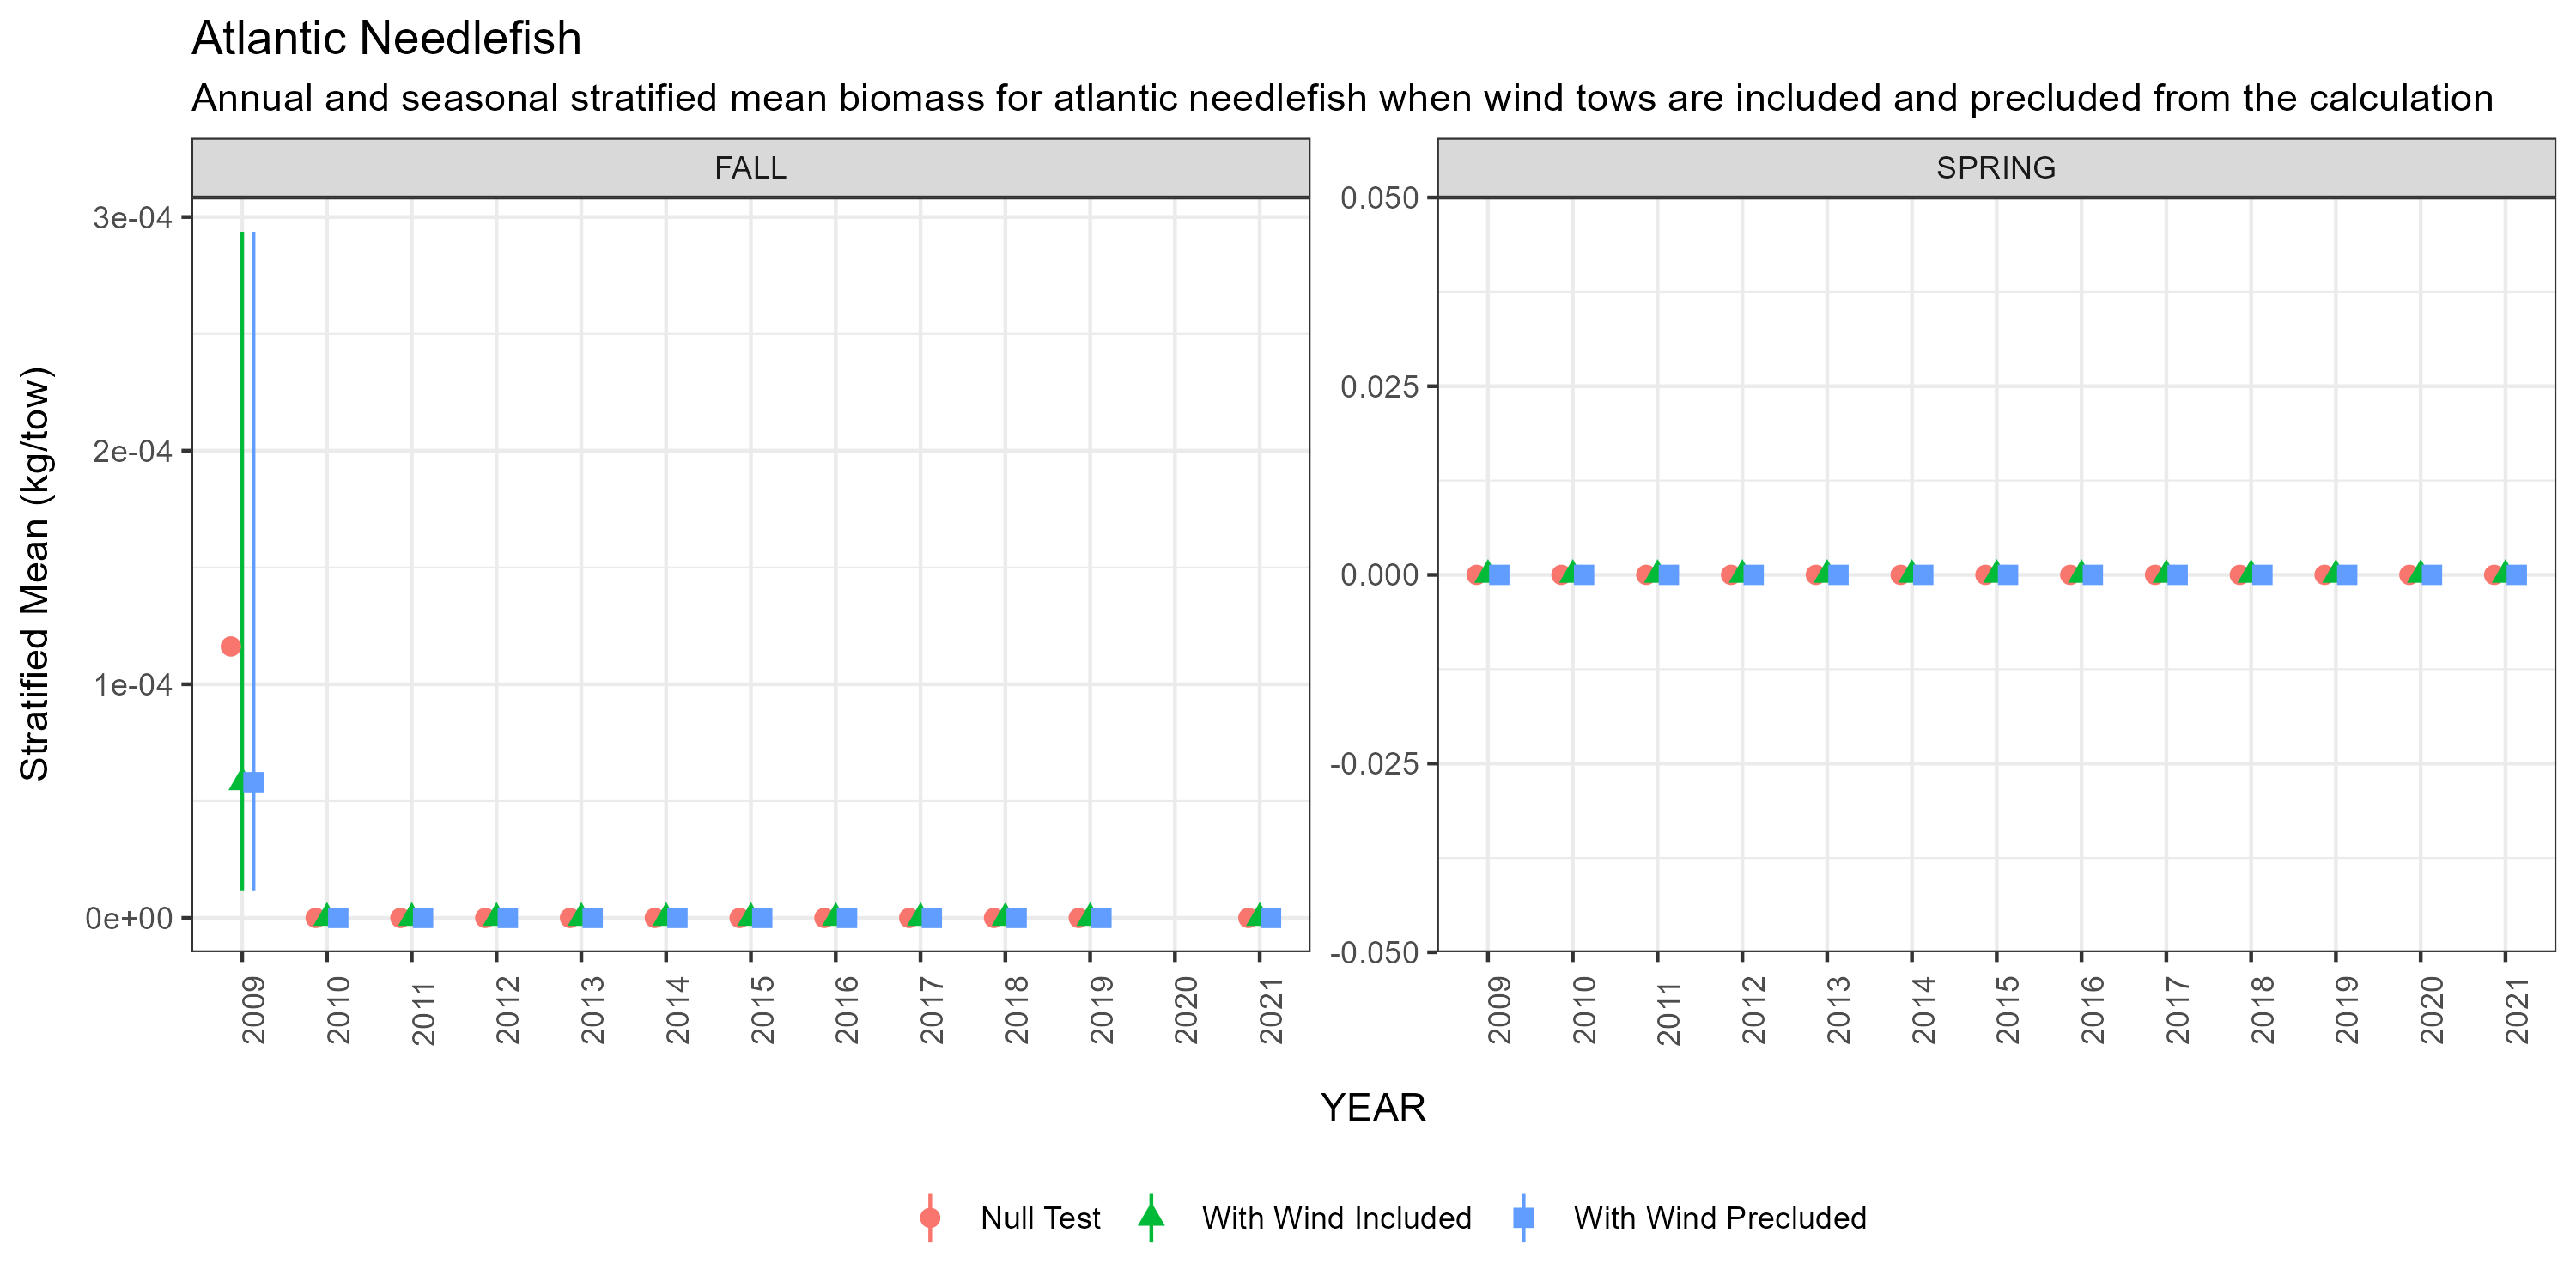 Atlantic Needlefish
Annual and seasonal stratified mean biomass for atlantic needlefish when wind tows are included and precluded from the calculation
FALL
SPRING
Stratified Mean (kg/tow)
3e-04
2e-04
1e-04
0e+00
0.050
0.025
0.000
-0.025
-0.050
2009 2010 2011 2012 2013 2014 2015 2016 2017 2018 2019 2020 2021
2009 2010 2011 2012 2013 2014 2015 2016 2017 2018 2019 2020 2021
YEAR
Null Test With Wind Included With Wind Precluded